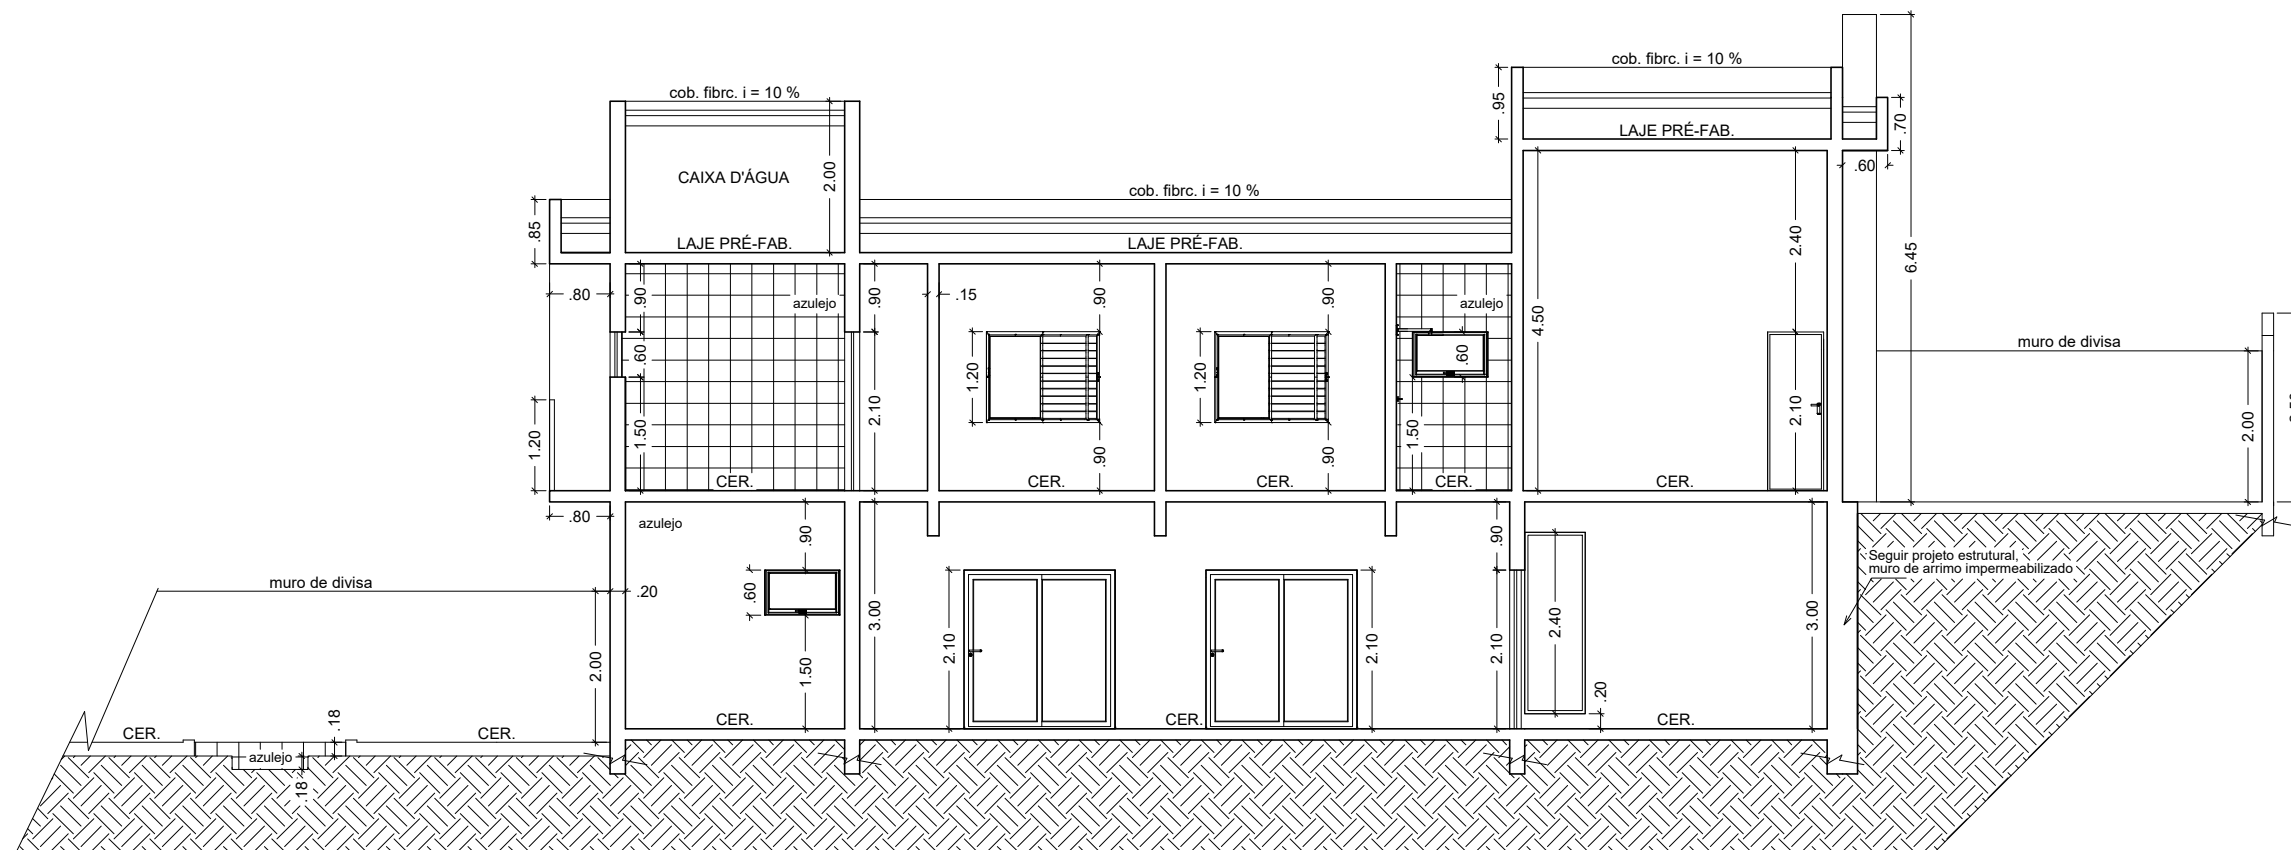 cob. fibrc. i = 10 %
.95
LAJE PRÉ-FAB.
.70
.60
6.45
cob. fibrc. i = 10 %
CAIXA D'ÁGUA
2.00
LAJE PRÉ-FAB.
.85
cob. fibrc. i = 10 %
LAJE PRÉ-FAB.
.80
.90
azulejo
.60
1.50
1.20
CER.
.90
2.10
.15
.90
1.20
.90
CER.
.90
1.20
.90
CER.
azulejo
.60
1.50
CER.
4.50
2.40
2.10
CER.
muro de divisa
2.00
.80
azulejo
.90
.60
1.50
CER.
3.00
2.10
CER.
2.10
.90
2.10
2.40
.20
CER.
3.00
Seguir projeto estrutural,
muro de arrimo impermeabilizado
muro de divisa
.20
2.00
CER.
.18
CER.
azulejo
.18